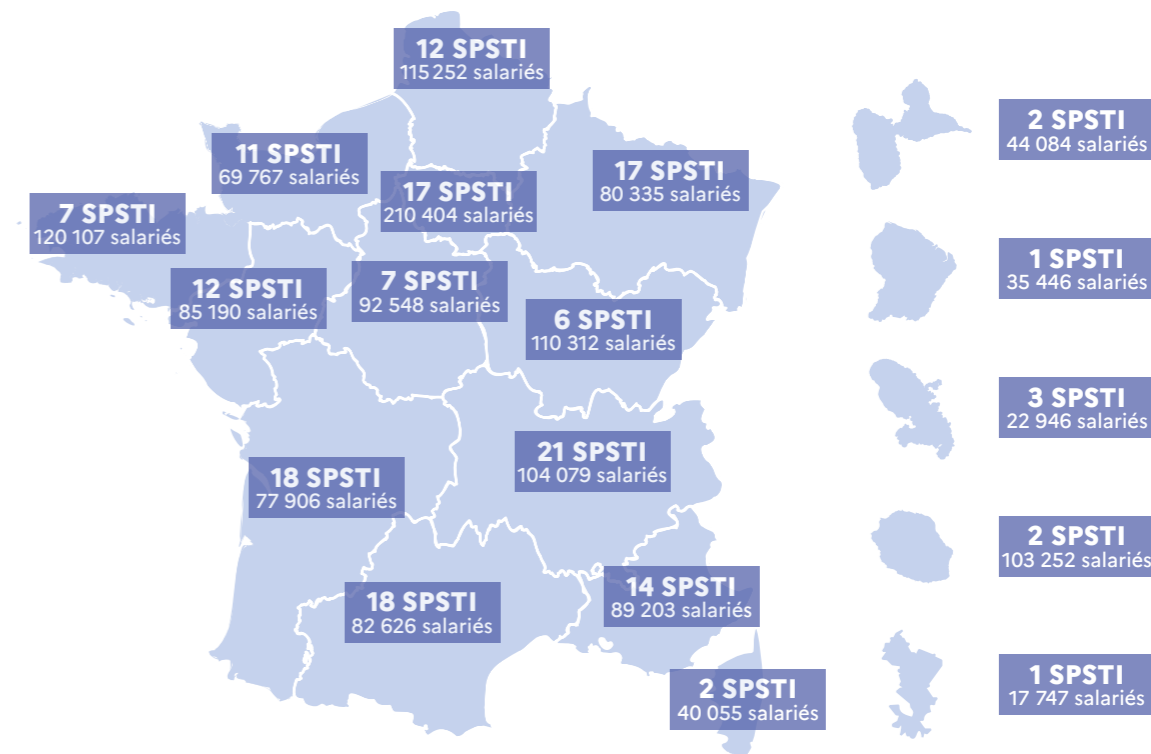 12 SPSTI
115 252 salariés
11 SPSTI
69 767 salariés
17 SPSTI
210 404 salariés
17 SPSTI
80 335 salariés
7 SPSTI
120 107 salariés
12 SPSTI
85 190 salariés
7 SPSTI
92 548 salariés
6 SPSTI
110 312 salariés
21 SPSTI
104 079 salariés
18 SPSTI
77 906 salariés
18 SPSTI
82 626 salariés
14 SPSTI
89 203 salariés
2 SPSTI
40 055 salariés
2 SPSTI
44 084 salariés
1 SPSTI
35 446 salariés
3 SPSTI
22 946 salariés
2 SPSTI
103 252 salariés
1 SPSTI
17 747 salariés